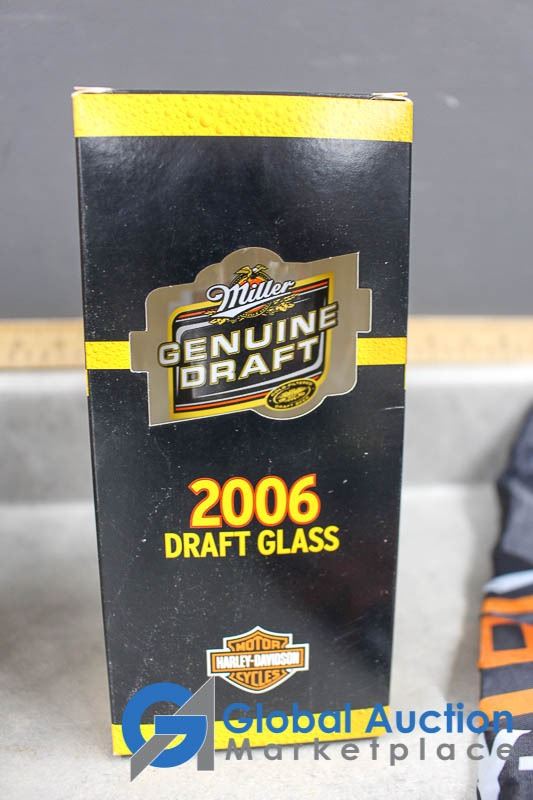 Miller
GENUINE
DRAFT
2006
DRAFT GLASS
MOTOR
HARLEY-DAVIDSON
CYCLES
Global Auction
Marketplace